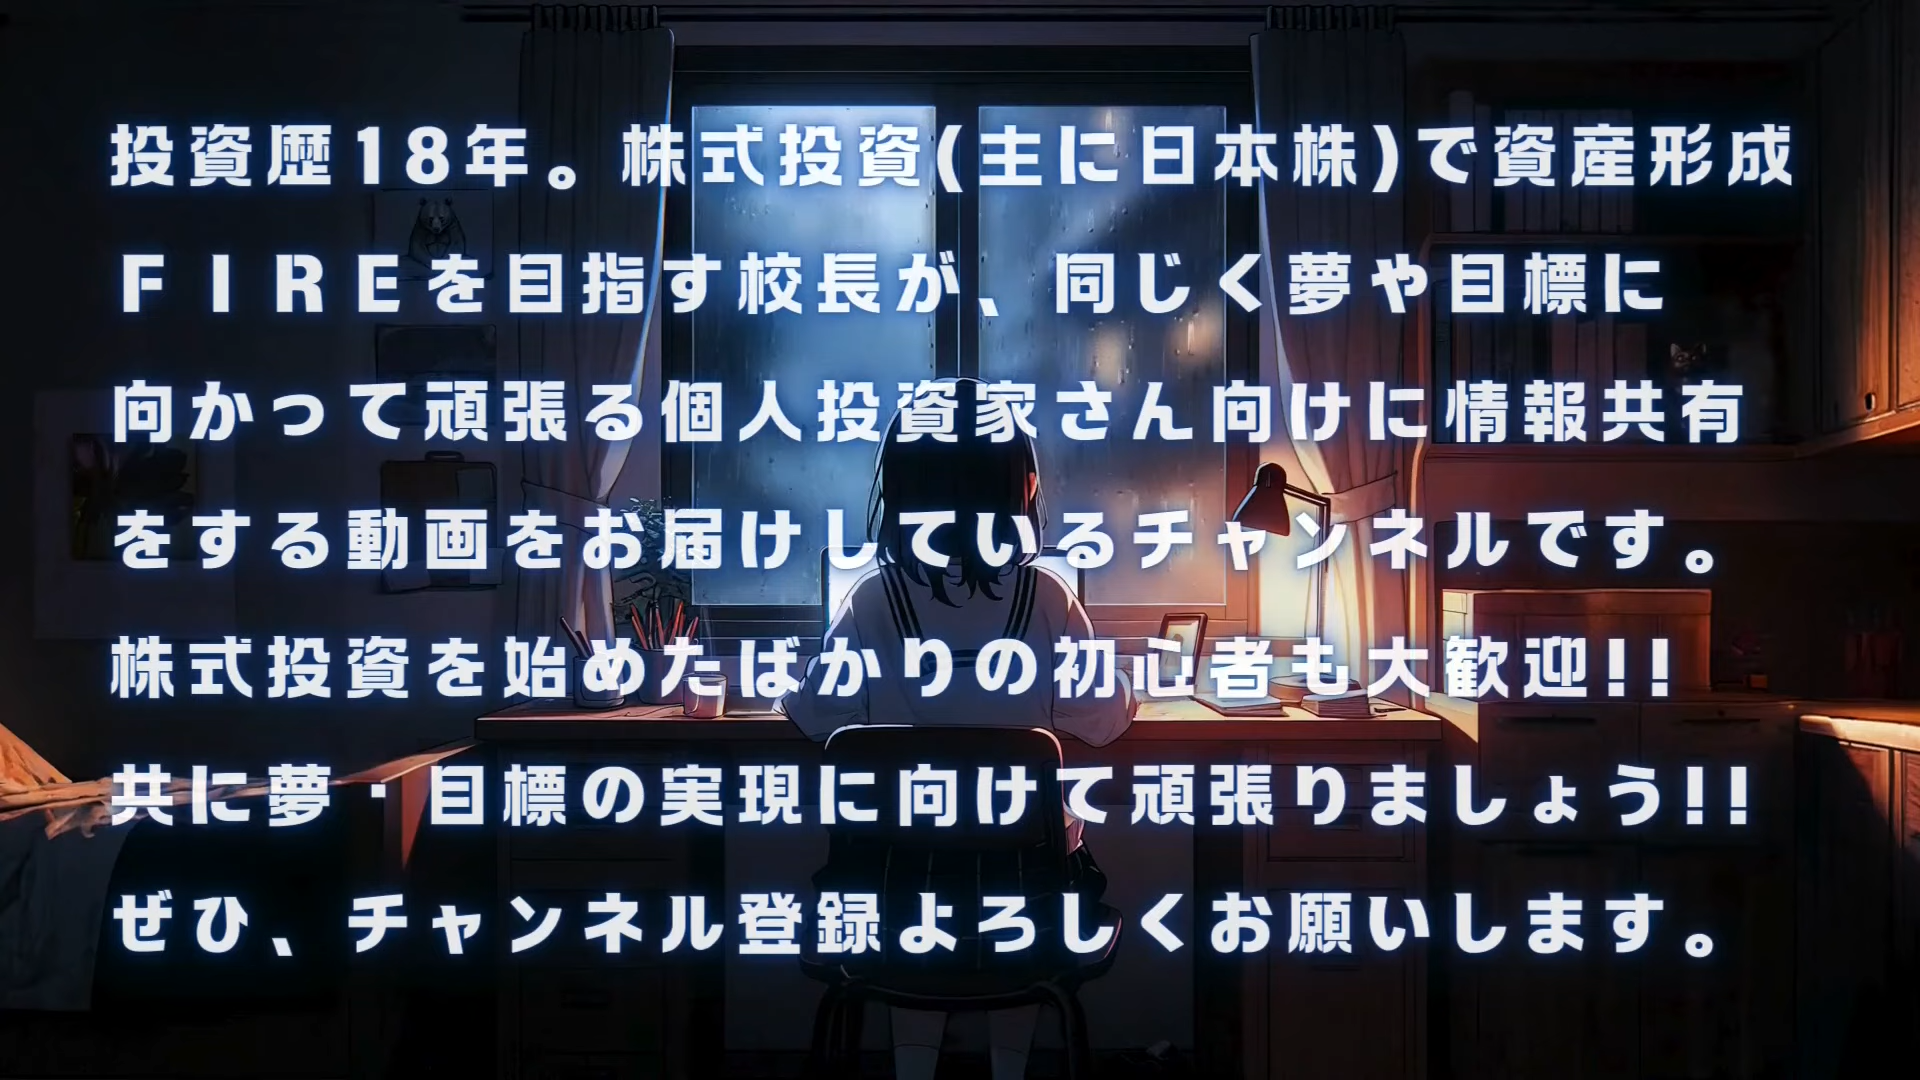 投資歴18年。株式投資(主に日本株)で資産形成
ＦＩＲＥを目指す校長が、同じく夢や目標に
向かって頑張る個人投資家さん向けに情報共有
をする動画をお届けしているチャンネルです。
株式投資を始めたばかりの初心者も大歓迎!!
共に夢・目標の実現に向けて頑張りましょう!!
ぜひ、チャンネル登録よろしくお願いします。